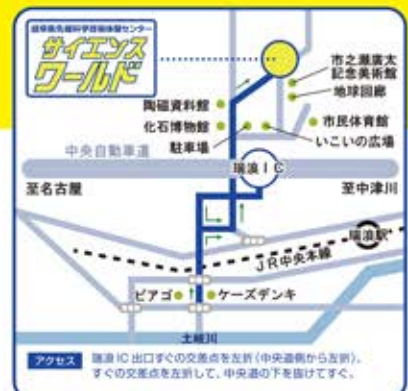 岐阜県先端科学技術体験センター
サイエンス
ワールド
市之瀬廣太
記念美術館
地球回廊
陶磁資料館
化石博物館
市民体育館
駐車場
いこいの広場
中央自動車道
瑞浪IC
至名古屋
至中津川
瑞浪駅
JR中央本線
ピアゴ
ケーズデンキ
土岐川
アクセス
瑞浪IC出口すぐの交差点を左折(中央道側から左折)。
すぐの交差点を左折して、中央道の下を抜けてすぐ。